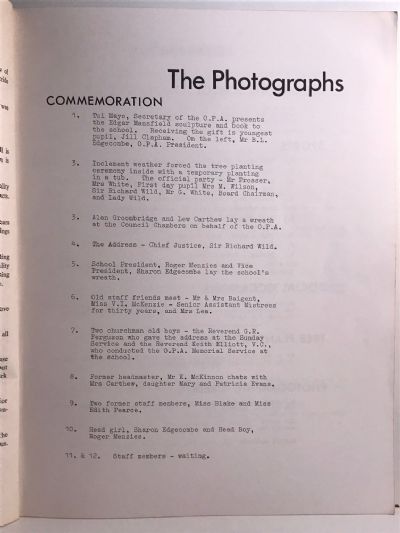 The Photographs
COMMEMORATION
1. Tui Mayo, Secretary of the O.P.A. presents
the Edgar Mansfield sculpture and book to
the school. Receiving the gift is youngest
pupil, Jill Clapham. On the left, Mr B.L.
Edgecombe, O.P.A. President.
3. Inclement weather forced the tree planting
ceremony inside with a temporary planting
in a tub. The official party - Mr Prosser,
Mrs White, First day pupil Mrs M. Wilson,
Sir Richard Wild, Mr G. White, Board Chairman,
and Lady Wild.
3. Alan Groombridge and Lew Carthew lay a wreath
at the Council Chambers on behalf of the O.P.A.
4. The Address - Chief Justice, Sir Richard Wild.
5. School President, Roger Menzies and Vice
President, Sharon Edgecombe lay the school's
wreath.
6. Old staff friends meet - Mr & Mrs Baigent,
Miss V.I. McKenzie - Senior Assistant Mistress
for thirty years, and Mrs Lea.
7. Two churchman old boys - the Reverend G.R.
Ferguson who gave the address at the Sunday
Service and the Reverend Keith Elliott, V.C.,
who conducted the O.P.A. Memorial Service at
the school.
8. Former headmaster, Mr K. McKinnon chats with
Mrs Carthew, daughter Mary and Patricia Evans.
9. Two former staff members, Miss Blake and Miss
Edith Pearce.
10. Head girl, Sharon Edgecombe and Head Boy,
Roger Menzies.
11. & 12. Staff members - waiting.